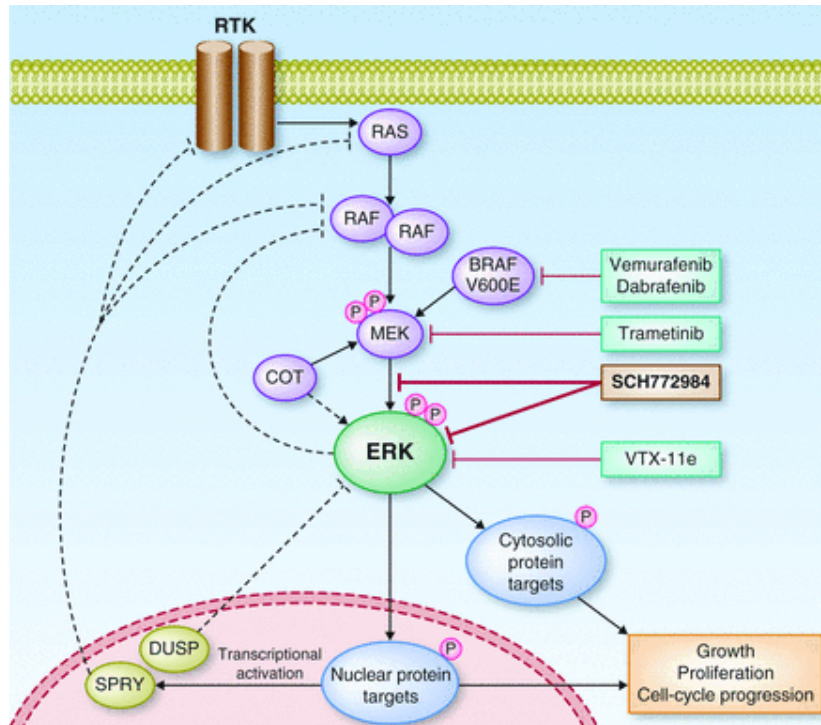 RTK
RAS
RAF
RAF
BRAF
V600E
Vemurafenib
Dabrafenib
P
P
MEK
Trametinib
COT
SCH772984
P
P
ERK
VTX-11e
P
Cytosolic
protein
targets
DUSP
Transcriptional
activation
SPRY
P
Nuclear protein
targets
Growth
Proliferation
Cell-cycle progression